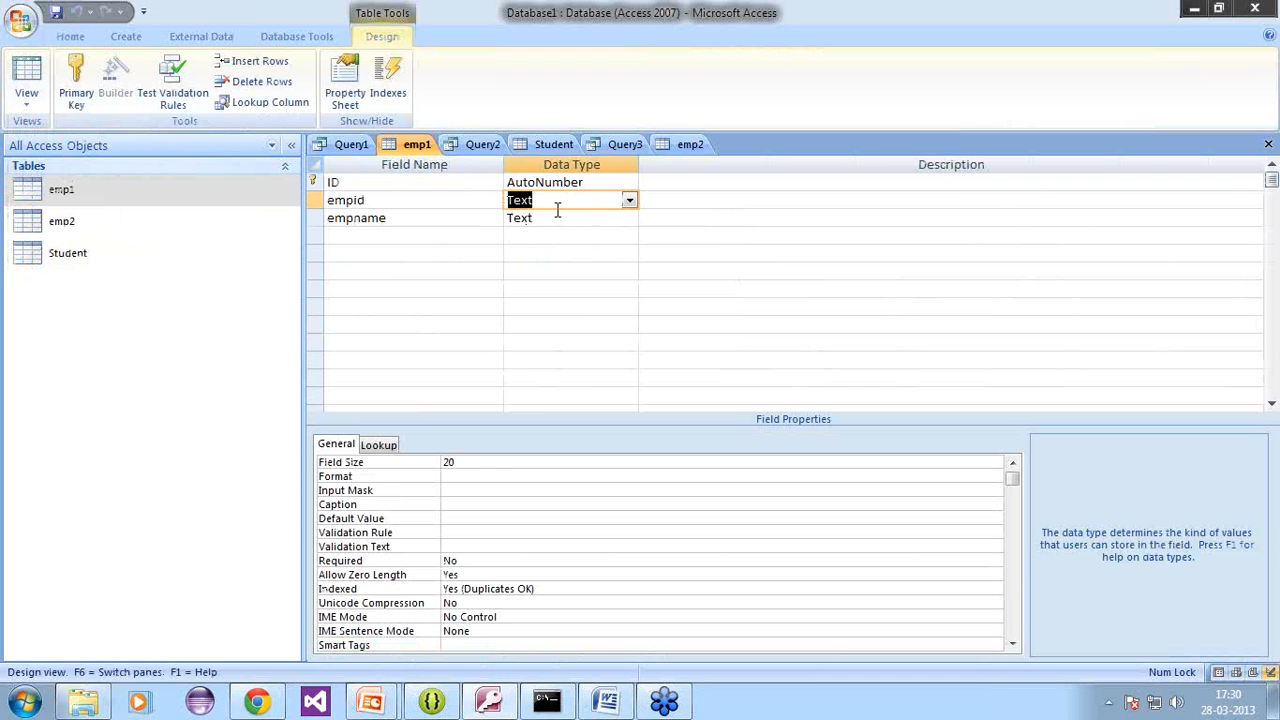 Table Tools
Database1 : Database (Access 2007) - Microsoft Access
Home
Create
External Data
Database Tools
Design
View
Primary Key
Builder
Test Validation Rules
Insert Rows
Delete Rows
Lookup Column
Property Sheet
Indexes
Views
Tools
Show/Hide
All Access Objects
Tables
emp1
emp2
Student
Query1
emp1
Query2
Student
Query3
emp2
Field Name
Data Type
Description
ID
AutoNumber
empid
Text
empname
Text
Field Properties
General
Lookup
Field Size
20
Format
Input Mask
Caption
Default Value
Validation Rule
Validation Text
Required
No
Allow Zero Length
Yes
Indexed
Yes (Duplicates OK)
Unicode Compression
No
IME Mode
No Control
IME Sentence Mode
None
Smart Tags
The data type determines the kind of values
that users can store in the field. Press F1 for
help on data types.
Design view. F6 = Switch panes. F1 = Help
Num Lock
17:30
28-03-2013